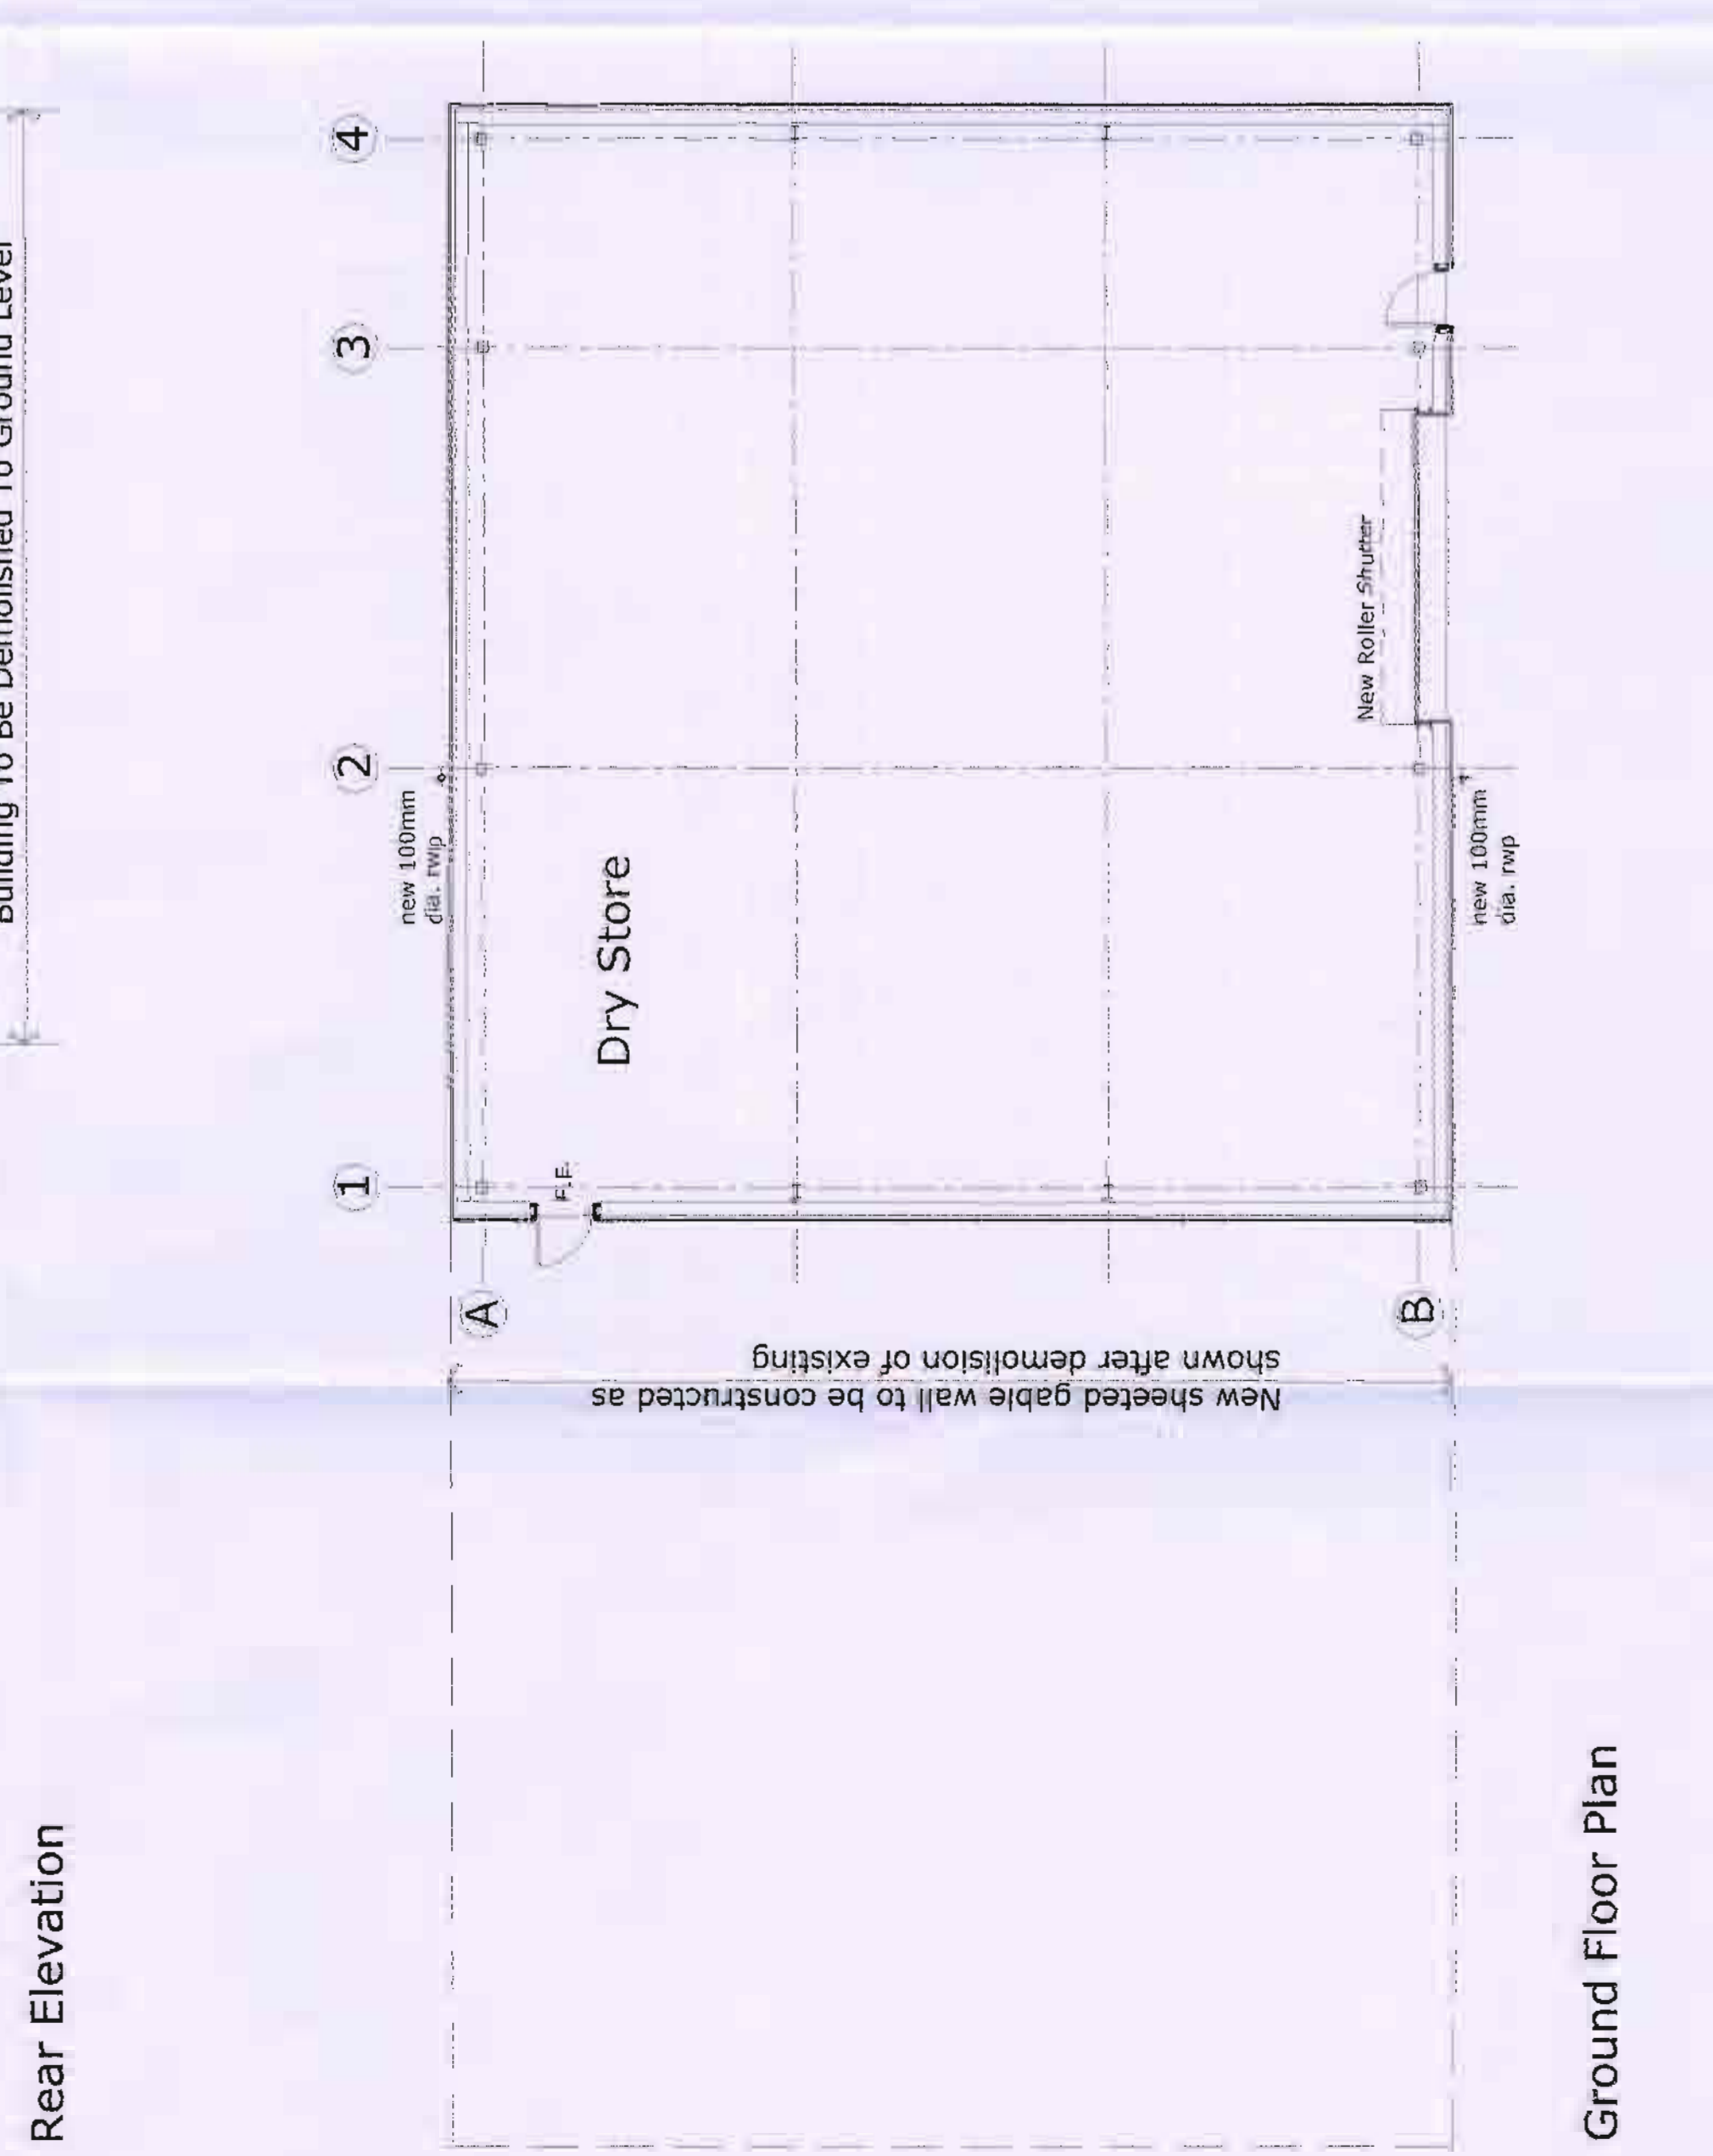 Building To Be Demolished To Ground Level
Rear Elevation
1
2
3
4
new 100mm
dia. rwp
A
F.E.
Dry Store
New sheeted gable wall to be constructed as
shown after demolision of existing
New Roller Shutter
B
new 100mm
dia. rwp
Ground Floor Plan